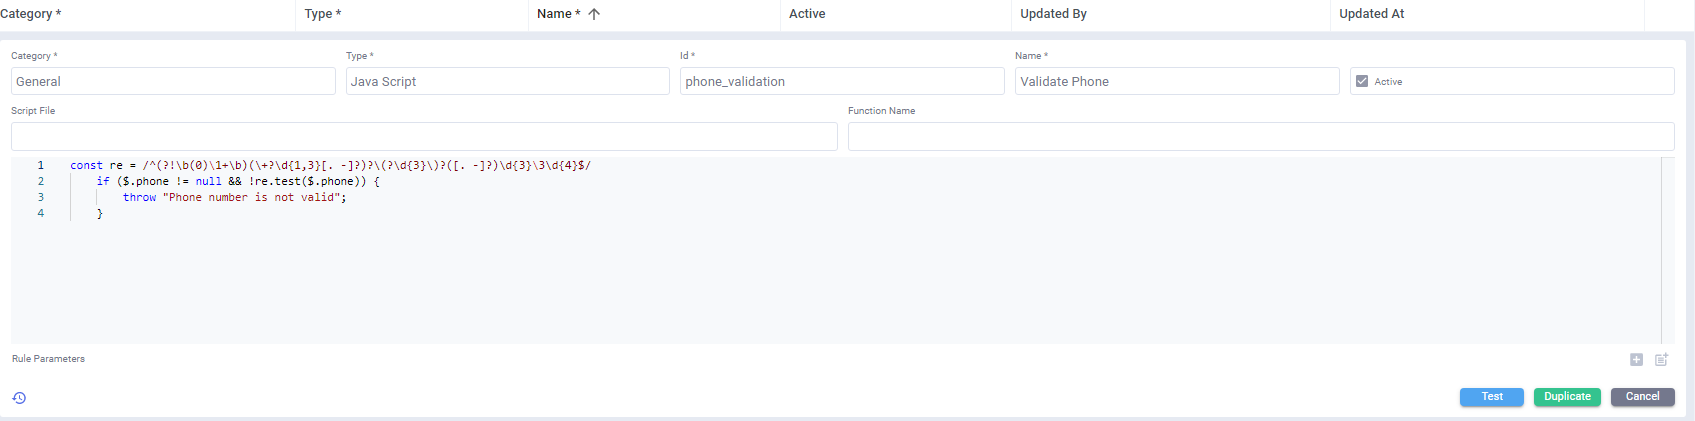 Category * Type * Name * Active Updated By Updated At
Category * Type * Id * Name *
General Java Script phone_validation Validate Phone Active
Script File Function Name
1 const re = /^(?!\b(0)\1+\b)(\+?\d{1,3}[. -]?)?\(?\d{3}\)?([. -]?)\d{3}\3\d{4}$/
2 if ($.phone != null && !re.test($.phone)) {
3 throw "Phone number is not valid";
4 }
Rule Parameters
Test Duplicate Cancel